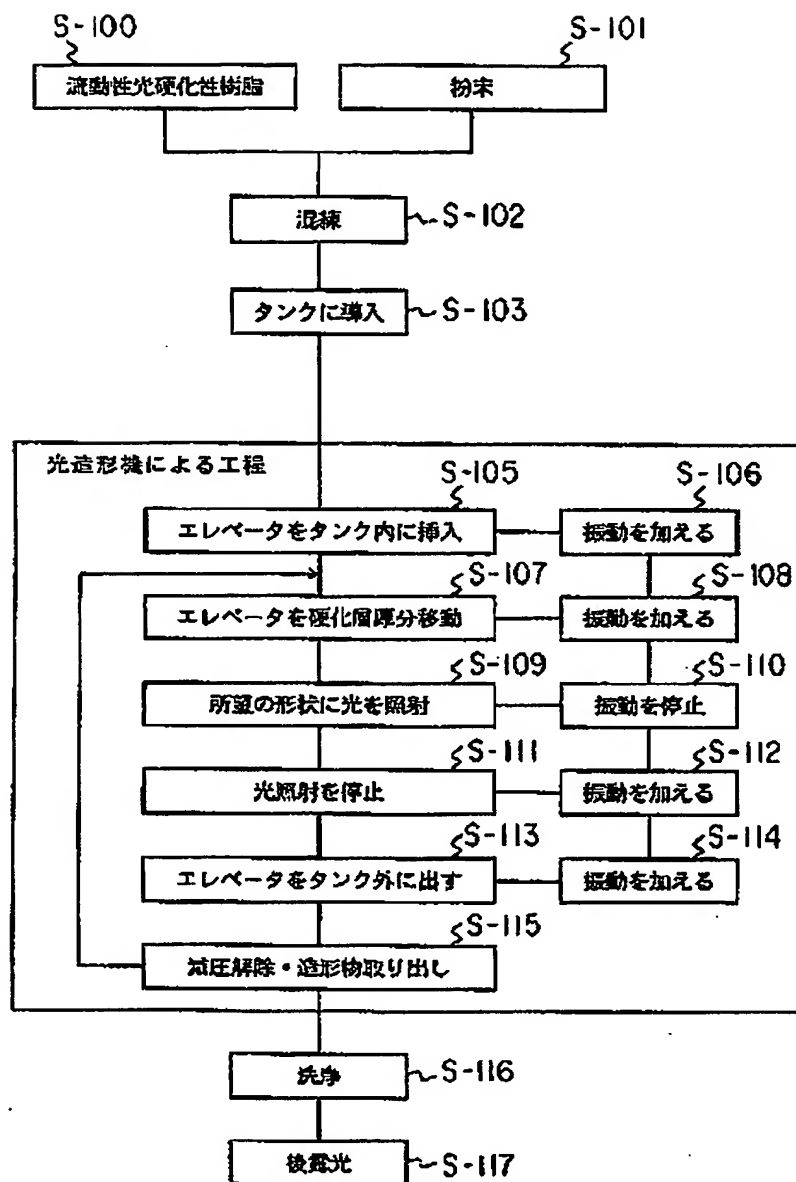 S-100
S-101
流動性光硬化性樹脂
粉末
混練
S-102
タンクに導入
S-103
光造形機による工程
S-105
S-106
エレベータをタンク内に挿入
振動を加える
S-107
S-108
エレベータを硬化層厚分移動
振動を加える
S-109
S-110
所望の形状に光を照射
振動を停止
S-111
S-112
光照射を停止
振動を加える
S-113
S-114
エレベータをタンク外に出す
振動を加える
S-115
減圧解除・造形物取り出し
洗浄
S-116
後露光
S-117